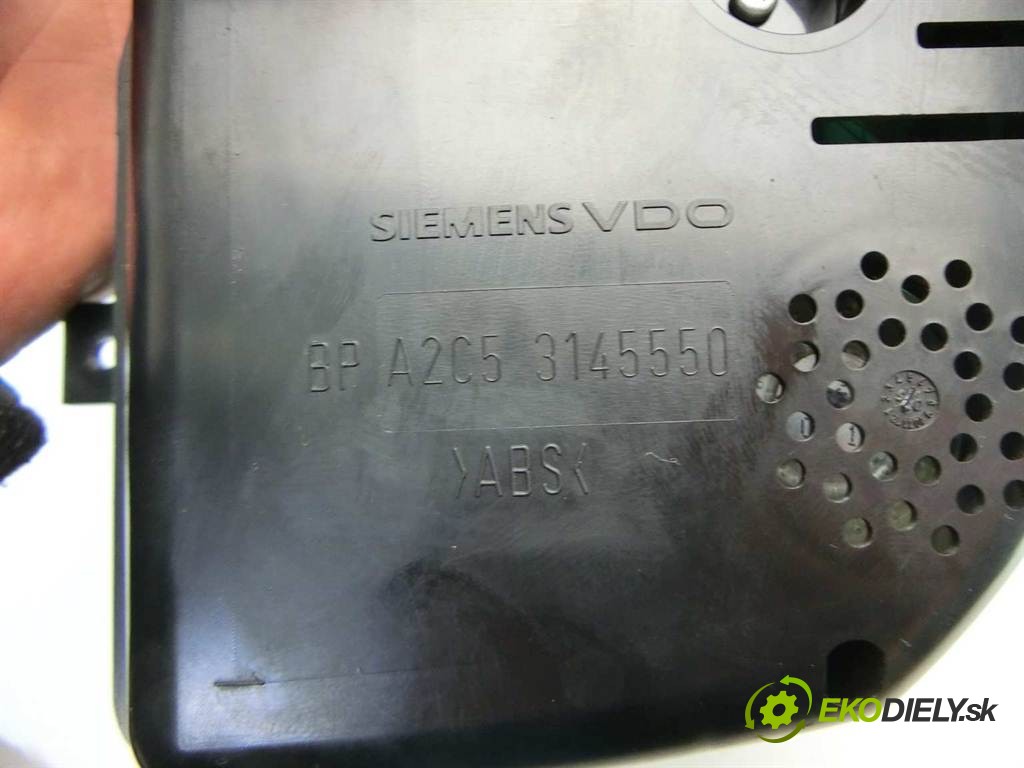 SIEMENS VDO
BP A2C5 3145550
>ABS<
EKODIELY.sk